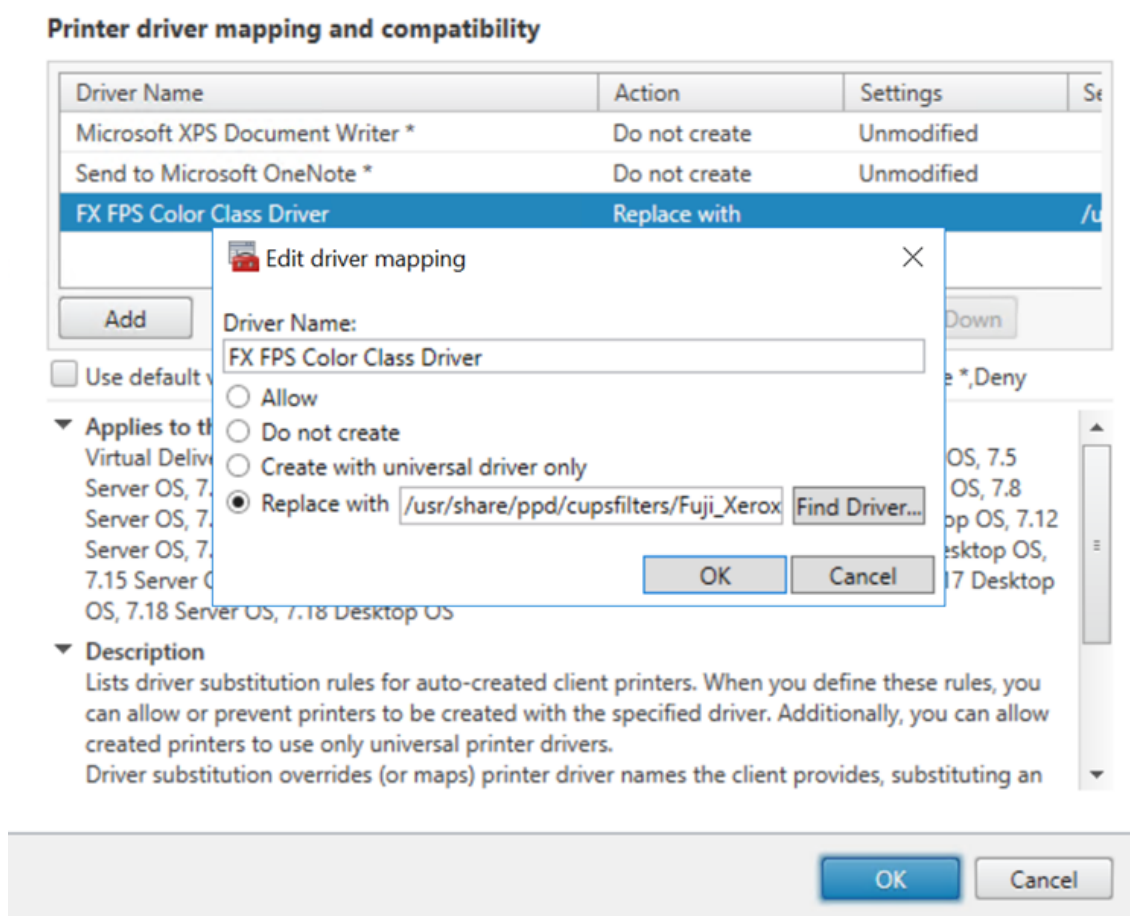 Printer driver mapping and compatibility
Driver Name Action Settings
Microsoft XPS Document Writer * Do not create Unmodified
Send to Microsoft OneNote * Do not create Unmodified
FX FPS Color Class Driver Replace with
Edit driver mapping
Add Down
Driver Name:
FX FPS Color Class Driver
Use default *,Deny
Allow
Applies to
Do not create
Virtual OS, 7.5
Create with universal driver only
Server OS, OS, 7.8
Replace with /usr/share/ppd/cupsfilters/Fuji_Xerox Find Driver...
Server OS, OS, 7.12
Server OS, OS,
OK Cancel
7.15 Server Desktop
OS, 7.18 Server OS, 7.18 Desktop OS
Description
Lists driver substitution rules for auto-created client printers. When you define these rules, you
can allow or prevent printers to be created with the specified driver. Additionally, you can allow
created printers to use only universal printer drivers.
Driver substitution overrides (or maps) printer driver names the client provides, substituting an
OK Cancel